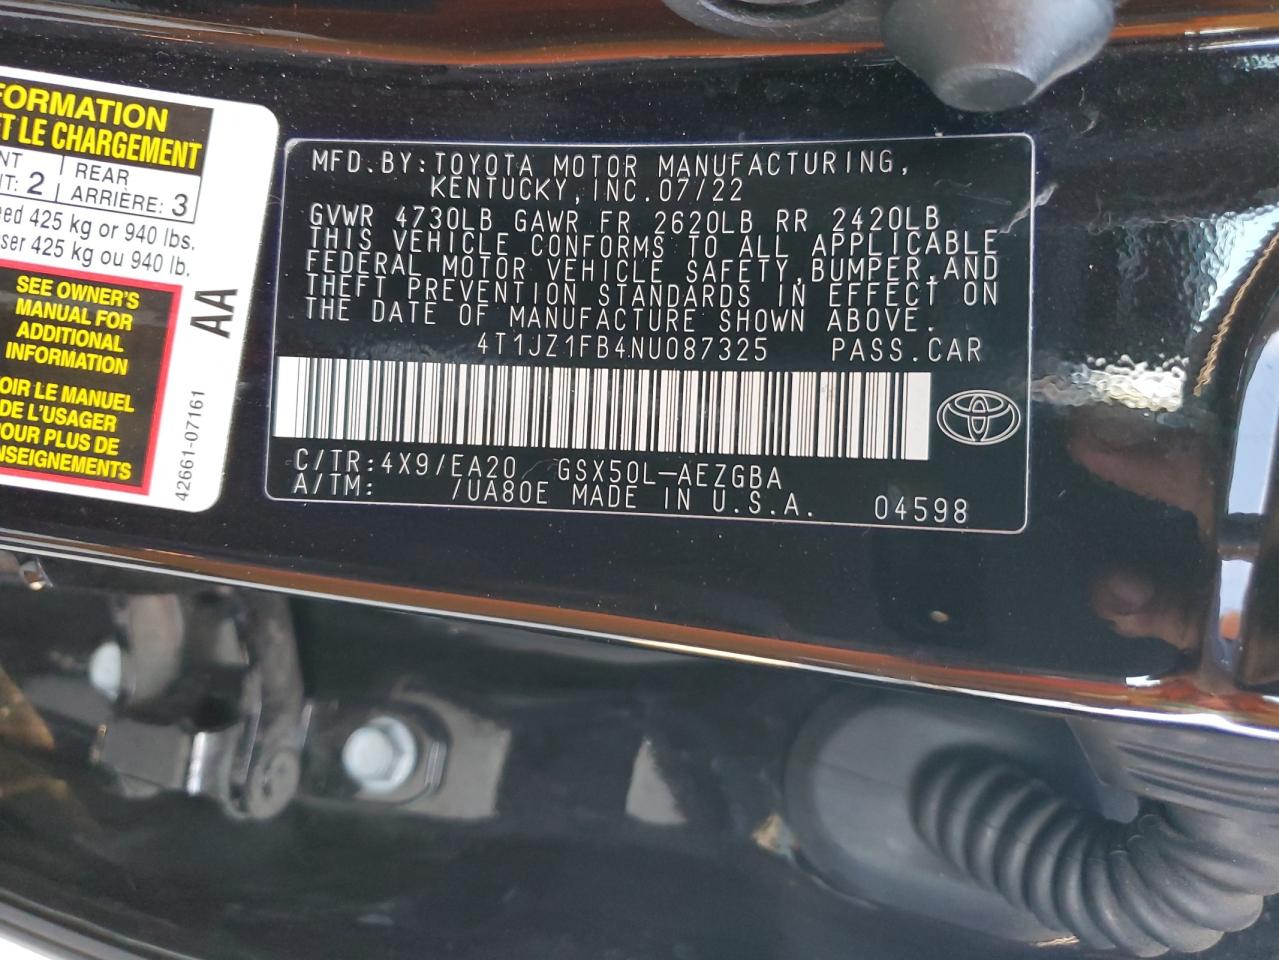 FORMATION
T LE CHARGEMENT
NT
T: 2
REAR
ARRIÈRE: 3
eed 425 kg or 940 lbs.
ser 425 kg ou 940 lb.
SEE OWNER'S
MANUAL FOR
ADDITIONAL
INFORMATION
OIR LE MANUEL
DE L'USAGER
OUR PLUS DE
NSEIGNEMENTS
AA
42661-07161
MFD.BY:TOYOTA MOTOR MANUFACTURING,
KENTUCKY,INC.07/22
GVWR 4730LB GAWR FR 2620LB RR 2420LB
THIS VEHICLE CONFORMS TO ALL APPLICABLE
FEDERAL MOTOR VEHICLE SAFETY,BUMPER,AND
THEFT PREVENTION STANDARDS IN EFFECT ON
THE DATE OF MANUFACTURE SHOWN ABOVE.
4T1JZ1FB4NU087325 PASS.CAR
C/TR:4X9/EA20 GSX50L-AEZGBA
A/TM: /UA80E MADE IN U.S.A. 04598